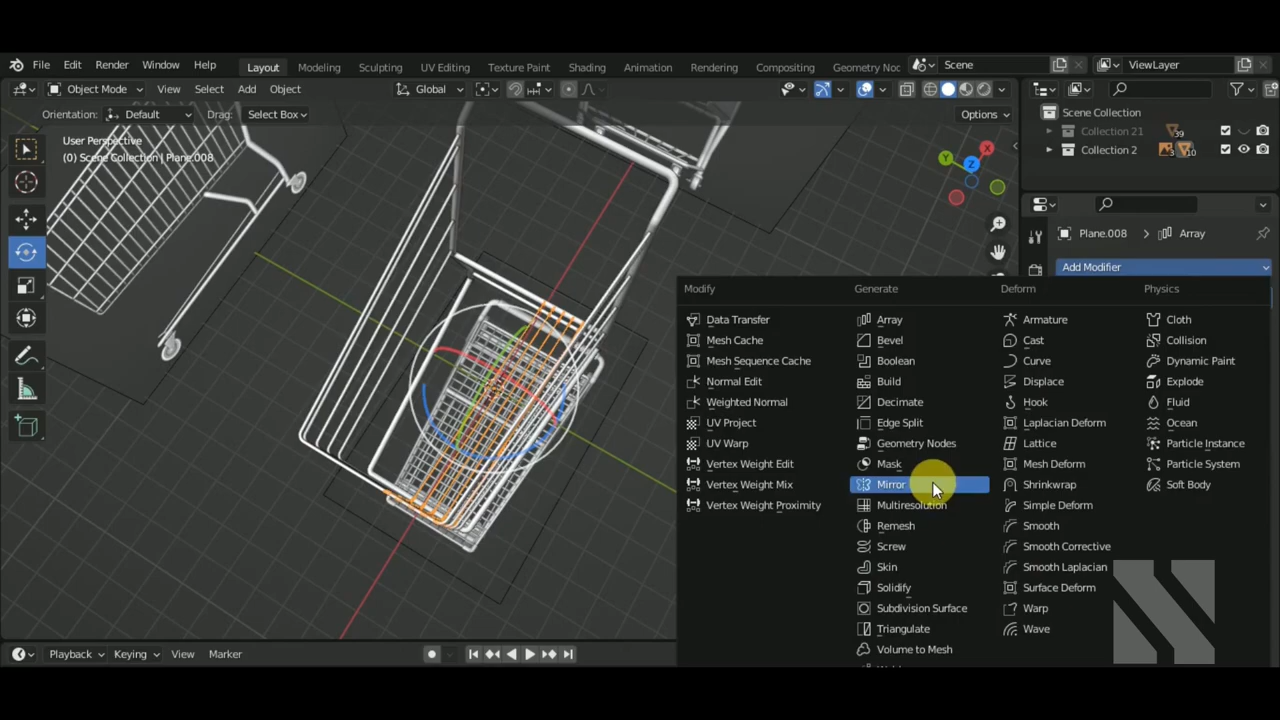 File Edit Render Window Help Layout Modeling Sculpting UV Editing Texture Paint Shading Animation Rendering Compositing Geometry Noc Scene ViewLayer
Object Mode View Select Add Object Global
Orientation: Default Drag: Select Box Options
User Perspective
(0) Scene Collection | Plane.008
Z
Y
X
Scene Collection
Collection 21 39
Collection 2 3 10
Plane.008 Array
Add Modifier
Modify
Data Transfer
Mesh Cache
Mesh Sequence Cache
Normal Edit
Weighted Normal
UV Project
UV Warp
Vertex Weight Edit
Vertex Weight Mix
Vertex Weight Proximity
Generate
Array
Bevel
Boolean
Build
Decimate
Edge Split
Geometry Nodes
Mask
Mirror
Multiresolution
Remesh
Screw
Skin
Solidify
Subdivision Surface
Triangulate
Volume to Mesh
Deform
Armature
Cast
Curve
Displace
Hook
Laplacian Deform
Lattice
Mesh Deform
Shrinkwrap
Simple Deform
Smooth
Smooth Corrective
Smooth Laplacian
Surface Deform
Warp
Wave
Physics
Cloth
Collision
Dynamic Paint
Explode
Fluid
Ocean
Particle Instance
Particle System
Soft Body
Playback Keying View Marker